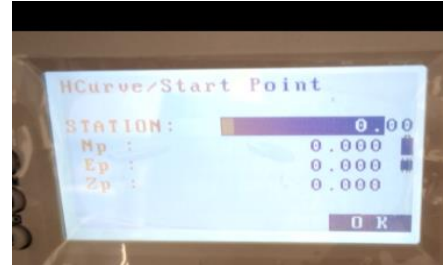 HCurve/Start Point
STATION: 0.00
Np : 0.000
Ep : 0.000
Zp : 0.000
OK